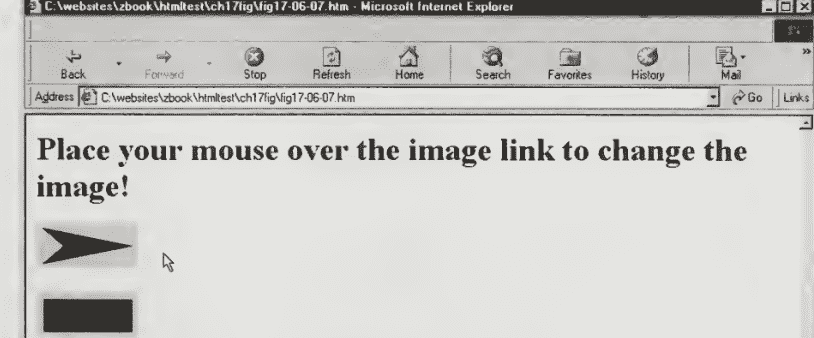 C:\websites\zbook\htmltest\ch17fig\fig17-06-07.htm - Microsoft Internet Explorer
Back Forward Stop Refresh Home Search Favorites History Mail »
Address C:\websites\zbook\htmltest\ch17fig\fig17-06-07.htm Go Links
Place your mouse over the image link to change the
image!